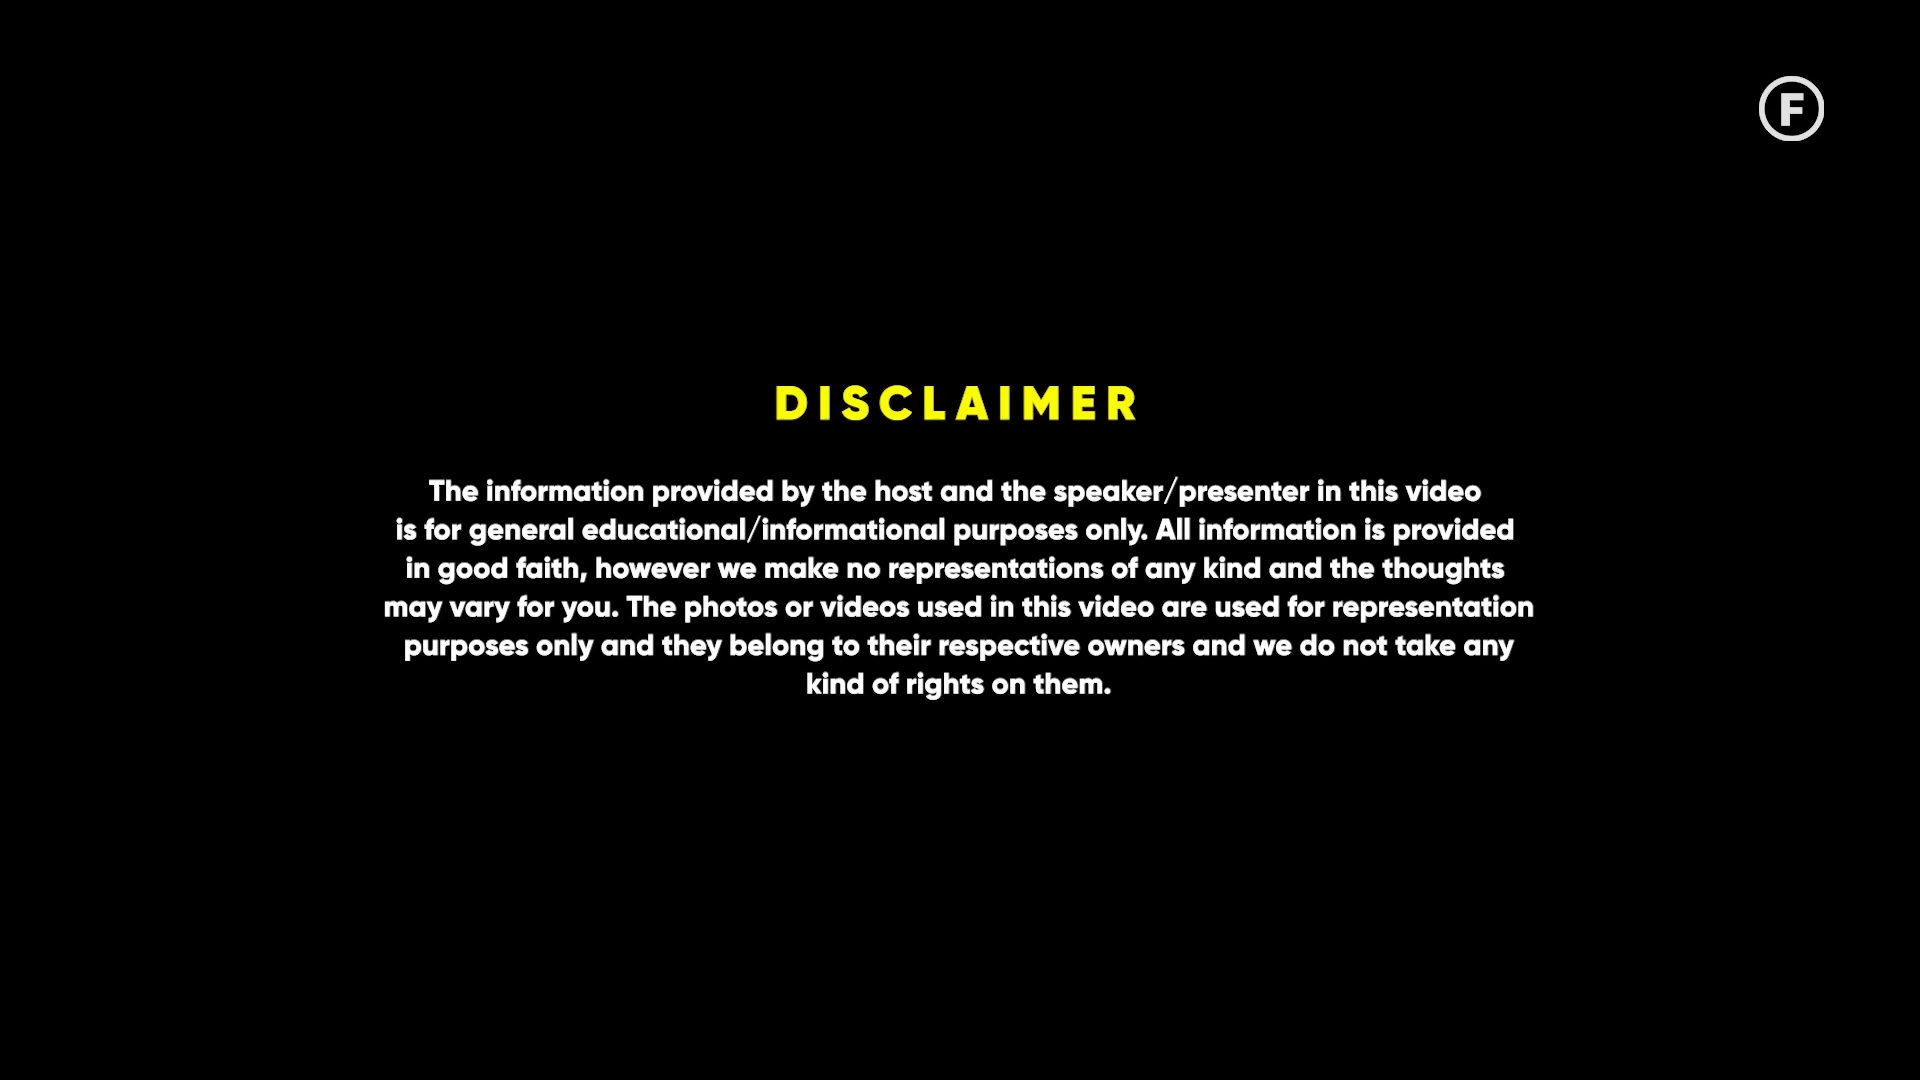 F
DISCLAIMER
The information provided by the host and the speaker/presenter in this video
is for general educational/informational purposes only. All information is provided
in good faith, however we make no representations of any kind and the thoughts
may vary for you. The photos or videos used in this video are used for representation
purposes only and they belong to their respective owners and we do not take any
kind of rights on them.